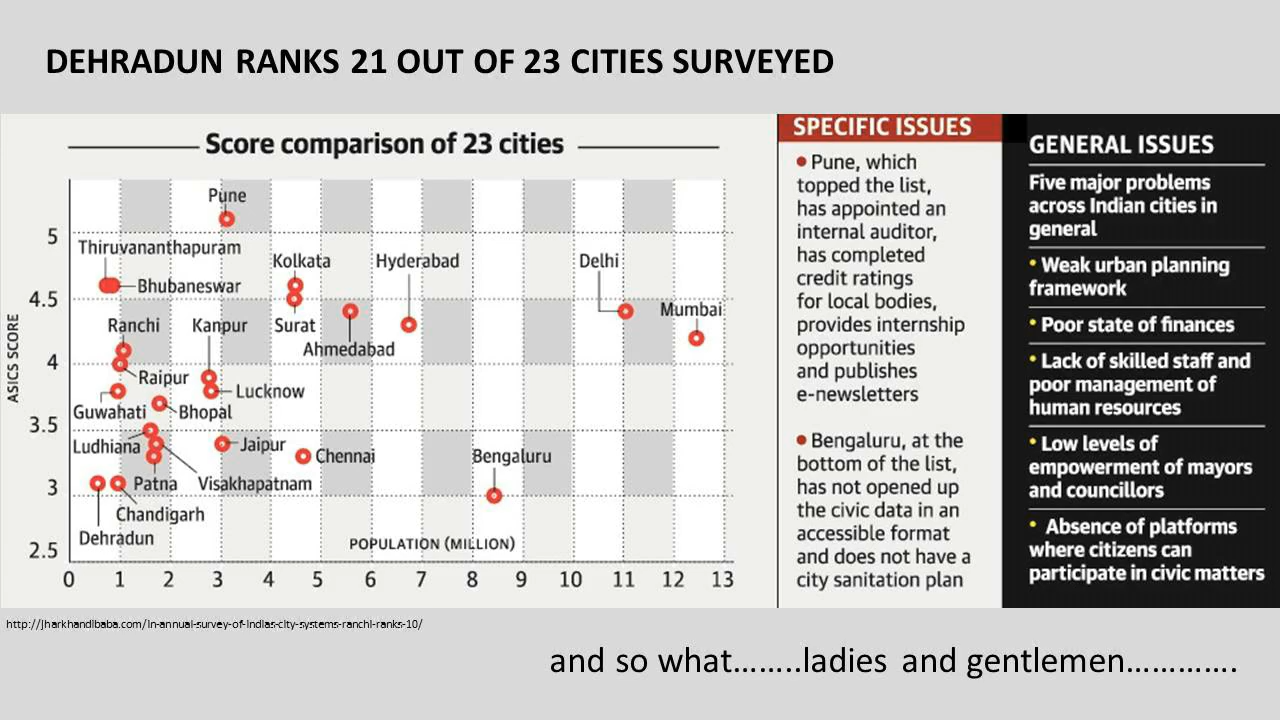 DEHRADUN RANKS 21 OUT OF 23 CITIES SURVEYED
Score comparison of 23 cities
ASICS SCORE
5
4.5
4
3.5
3
2.5
Pune
Thiruvananthapuram
Bhubaneswar
Kolkata
Hyderabad
Delhi
Mumbai
Ranchi
Kanpur
Surat
Ahmedabad
Raipur
Lucknow
Guwahati
Bhopal
Ludhiana
Jaipur
Chennai
Bengaluru
Patna
Visakhapatnam
Chandigarh
Dehradun
POPULATION (MILLION)
0 1 2 3 4 5 6 7 8 9 10 11 12 13
SPECIFIC ISSUES
• Pune, which
topped the list,
has appointed an
internal auditor,
has completed
credit ratings
for local bodies,
provides internship
opportunities
and publishes
e-newsletters
• Bengaluru, at the
bottom of the list,
has not opened up
the civic data in an
accessible format
and does not have a
city sanitation plan
GENERAL ISSUES
Five major problems
across Indian cities in
general
• Weak urban planning
framework
• Poor state of finances
• Lack of skilled staff and
poor management of
human resources
• Low levels of
empowerment of mayors
and councillors
• Absence of platforms
where citizens can
participate in civic matters
http://jharkhandibaba.com/in-annual-survey-of-indias-city-systems-ranchi-ranks-10/
and so what……..ladies and gentlemen………….